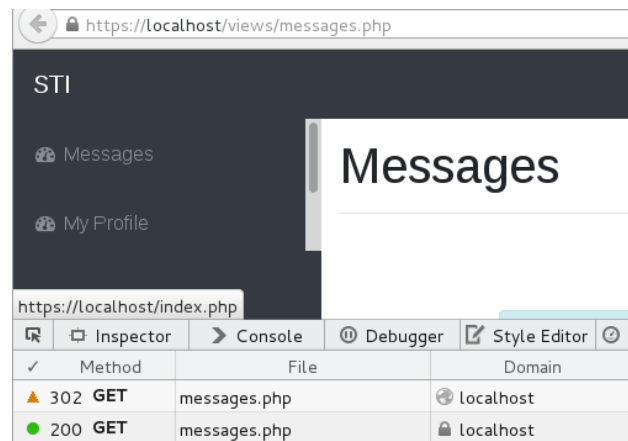 https://localhost/views/messages.php
STI
Messages
Messages
My Profile
https://localhost/index.php
Inspector Console Debugger Style Editor
✓ Method File Domain
302 GET messages.php localhost
200 GET messages.php localhost